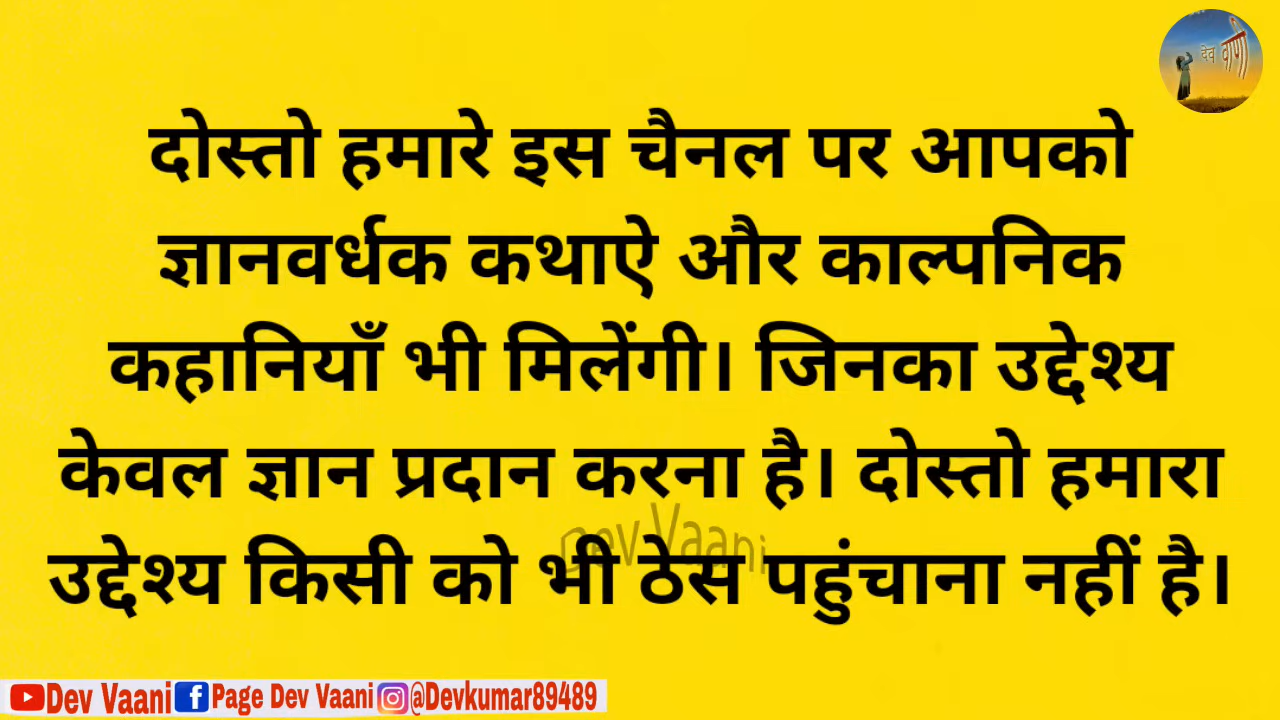 देव वाणी
दोस्तो हमारे इस चैनल पर आपको
ज्ञानवर्धक कथाऐ और काल्पनिक
कहानियाँ भी मिलेंगी। जिनका उद्देश्य
केवल ज्ञान प्रदान करना है। दोस्तो हमारा
उद्देश्य किसी को भी ठेस पहुंचाना नहीं है।
Dev Vaani
Dev Vaani Page Dev Vaani @Devkumar89489